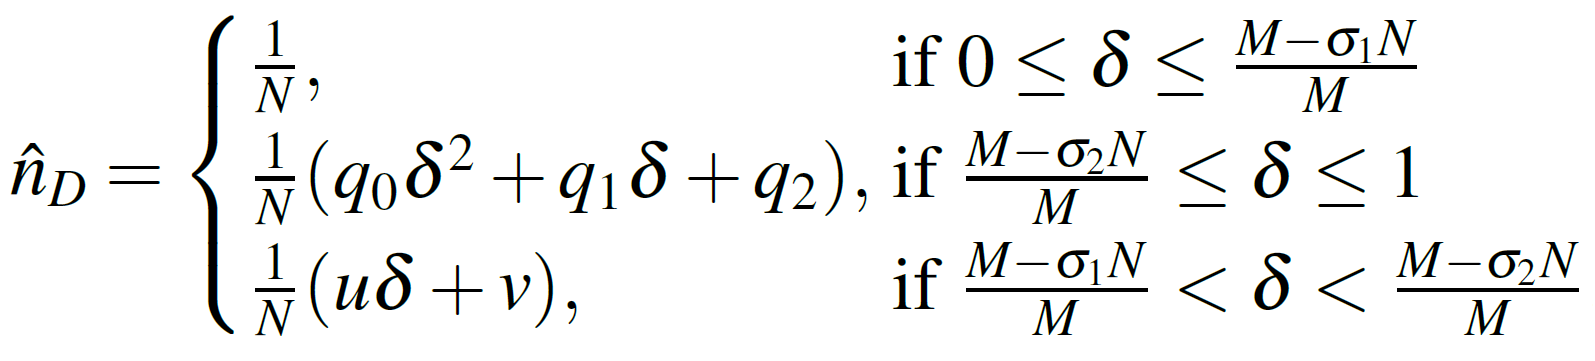 n̂_D = { 1/N, if 0 ≤ δ ≤ (M−σ₁N)/M
1/N (q₀δ² + q₁δ + q₂), if (M−σ₂N)/M ≤ δ ≤ 1
1/N (uδ + v), if (M−σ₁N)/M < δ < (M−σ₂N)/M